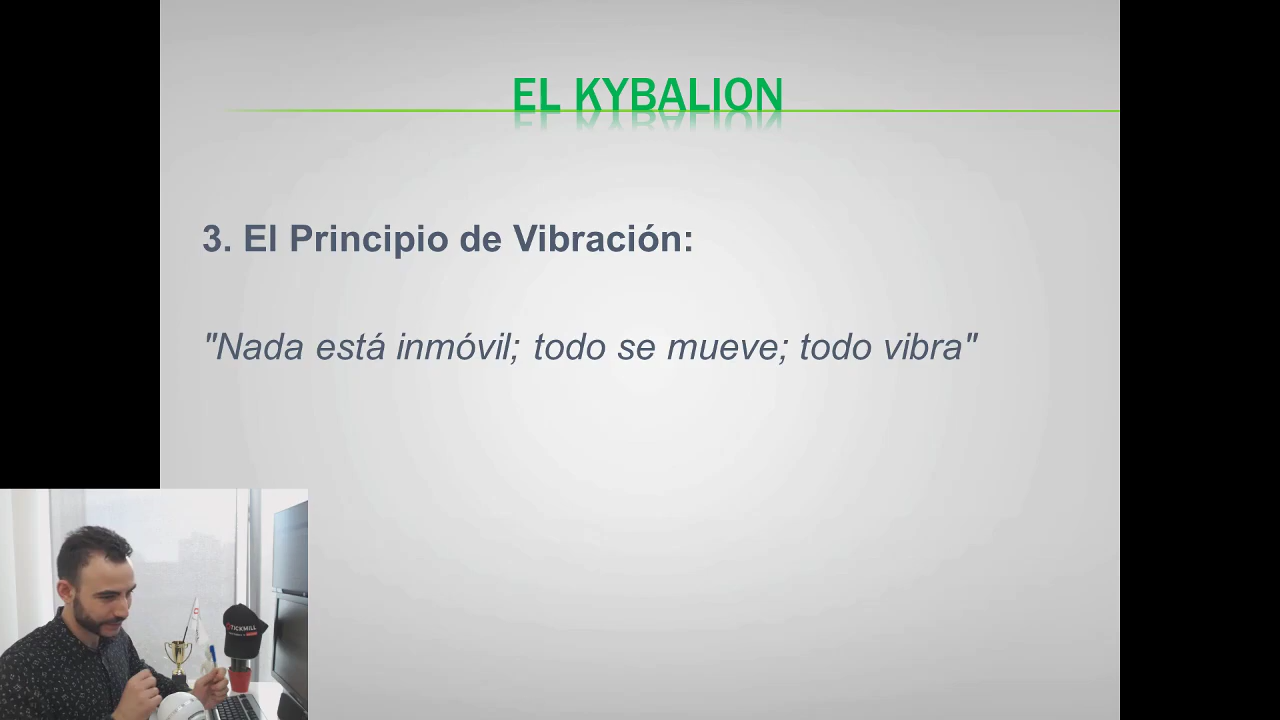 EL KYBALION
3. El Principio de Vibración:
"Nada está inmóvil; todo se mueve; todo vibra"
TICKMILL